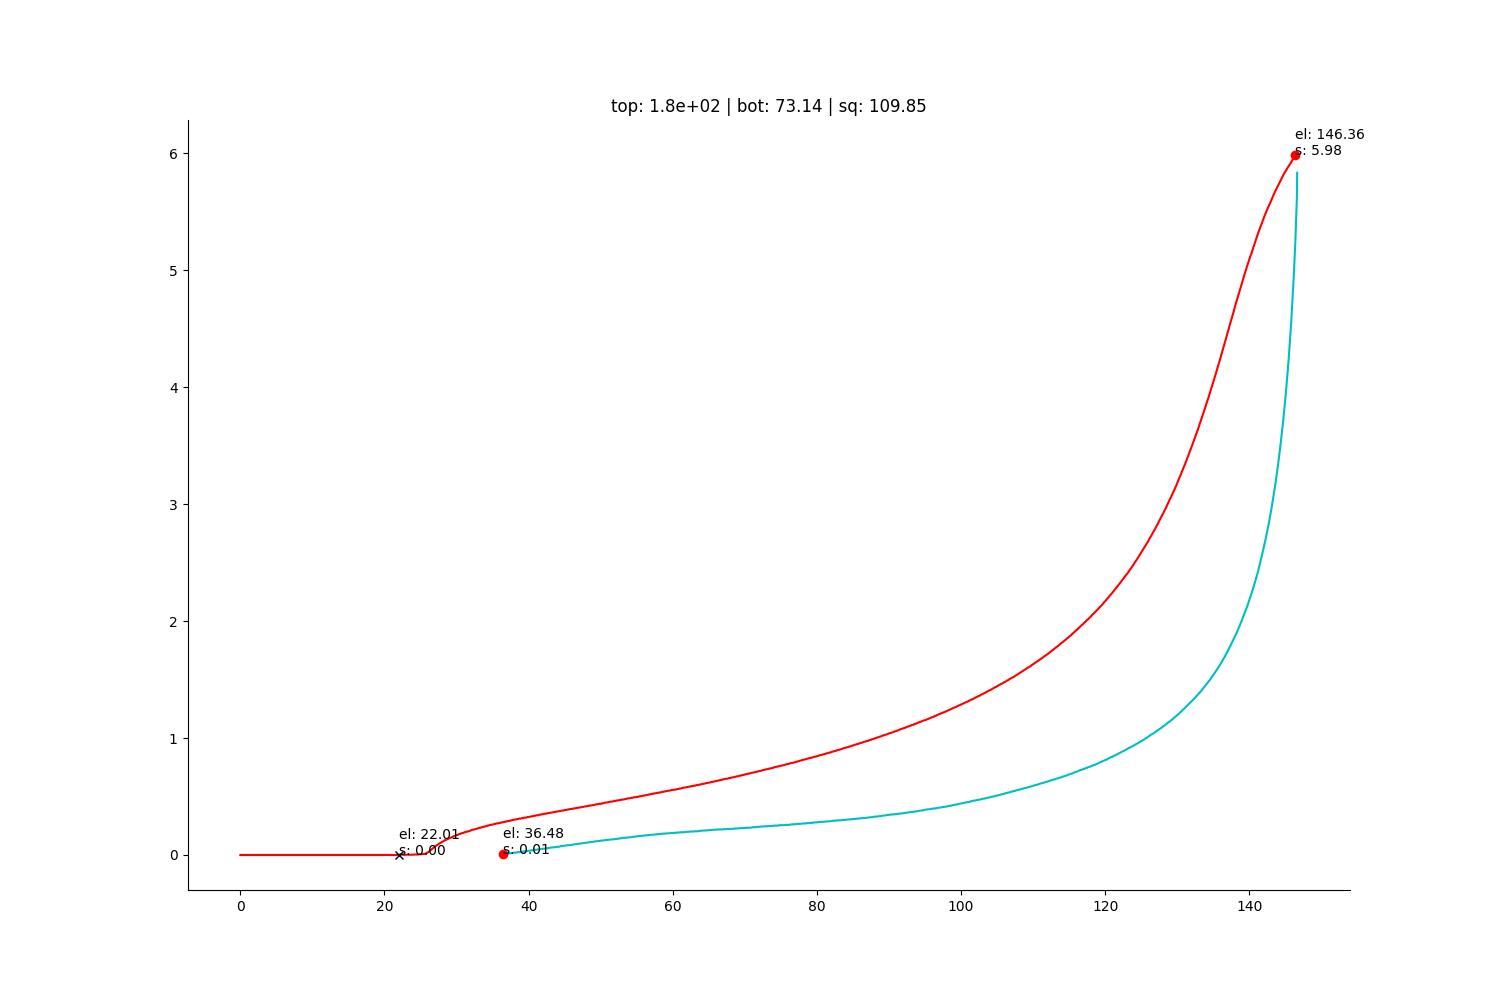 top: 1.8e+02 | bot: 73.14 | sq: 109.85
el: 146.36
s: 5.98
6
5
4
3
2
1
0
el: 22.01
s: 0.00
el: 36.48
s: 0.01
0 20 40 60 80 100 120 140